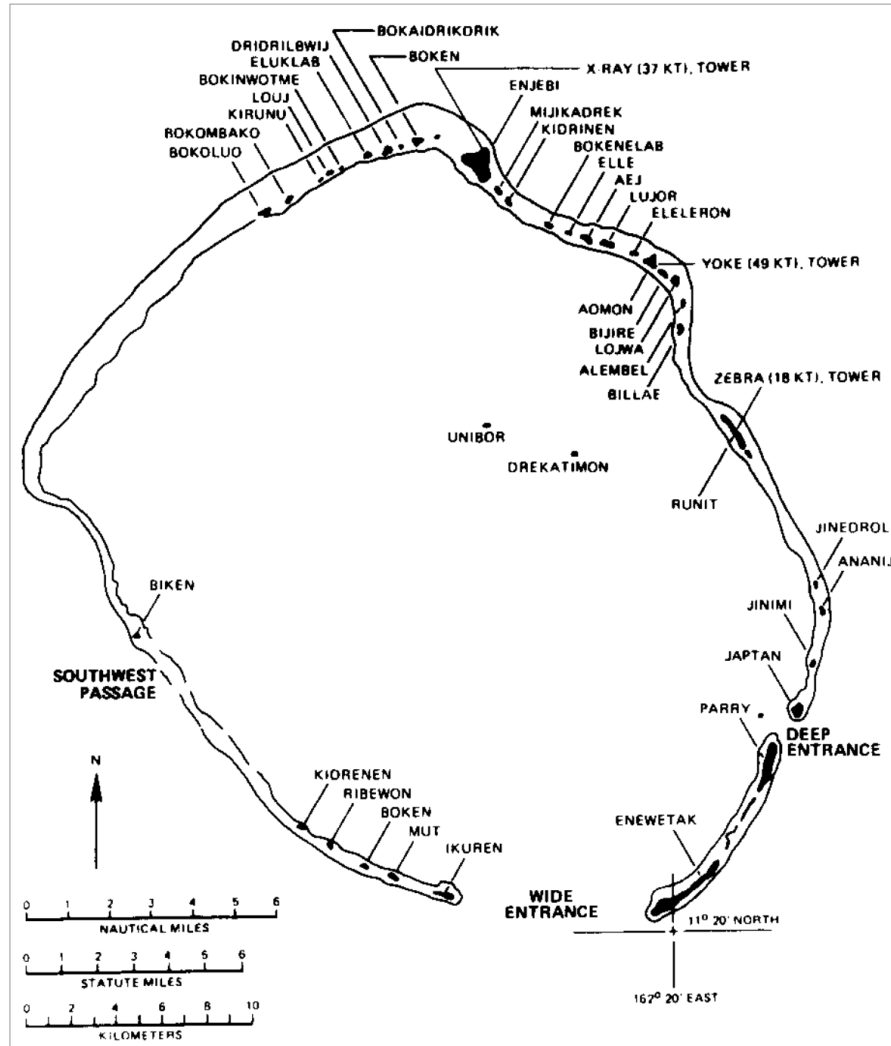 BOKAIDRIKDRIK
DRIDRILBWIJ
BOKEN
ELUKLAB
X-RAY (37 KT), TOWER
BOKINWOTME
ENJEBI
LOUJ
MIJIKADREK
KIRUNU
KIDRINEN
BOKOMBAKO
BOKENELAB
BOKOLUO
ELLE
AEJ
LUJOR
ELELERON
YOKE (49 KT), TOWER
AOMON
BIJIRE
LOJWA
ALEMBEL
ZEBRA (18 KT), TOWER
BILLAE
UNIBOR
DREKATIMON
RUNIT
JINEDROL
ANANIJ
BIKEN
JINIMI
SOUTHWEST
PASSAGE
JAPTAN
PARRY
DEEP
ENTRANCE
N
KIDRENEN
RIBEWON
BOKEN
MUT
IKUREN
ENEWETAK
WIDE
ENTRANCE
11° 20' NORTH
162° 20' EAST
0 1 2 3 4 5 6
NAUTICAL MILES
0 1 2 3 4 5 6
STATUTE MILES
0 2 4 6 8 10
KILOMETERS